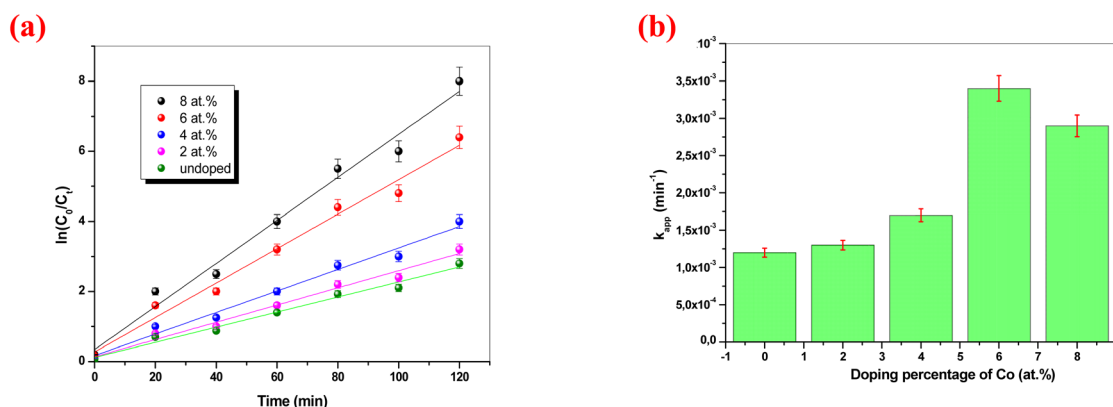 (a)
ln(C₀/Cₜ)
8
6
4
2
0
8 at.%
6 at.%
4 at.%
2 at.%
undoped
0 20 40 60 80 100 120
Time (min)
(b)
k_app (min⁻¹)
4,0x10⁻³
3,5x10⁻³
3,0x10⁻³
2,5x10⁻³
2,0x10⁻³
1,5x10⁻³
1,0x10⁻³
5,0x10⁻⁴
0,0
-1 0 1 2 3 4 5 6 7 8
Doping percentage of Co (at.%)